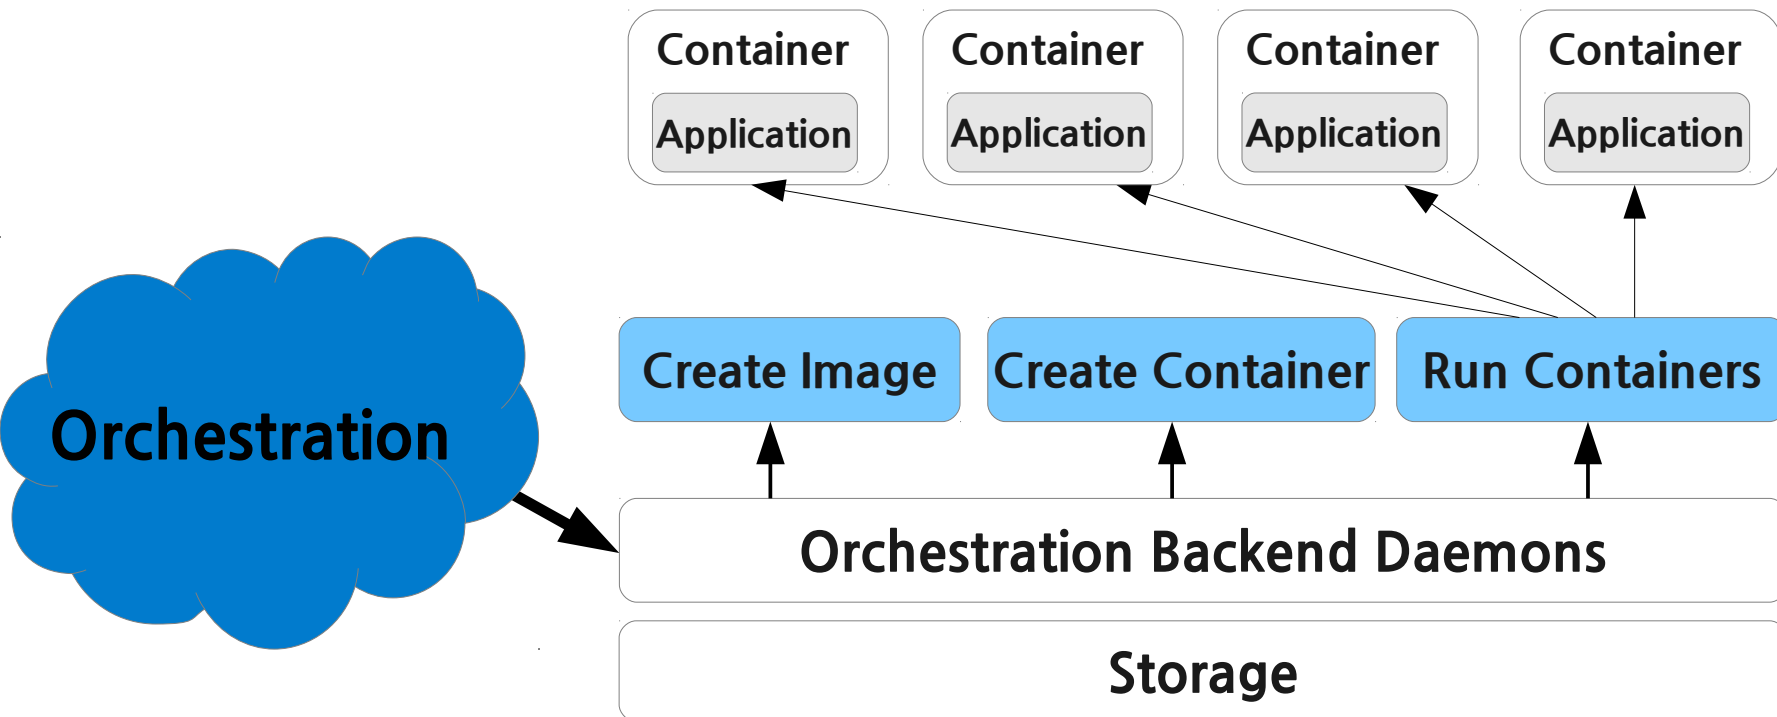 Container Container Container Container
Application Application Application Application
Create Image Create Container Run Containers
Orchestration
Orchestration Backend Daemons
Storage